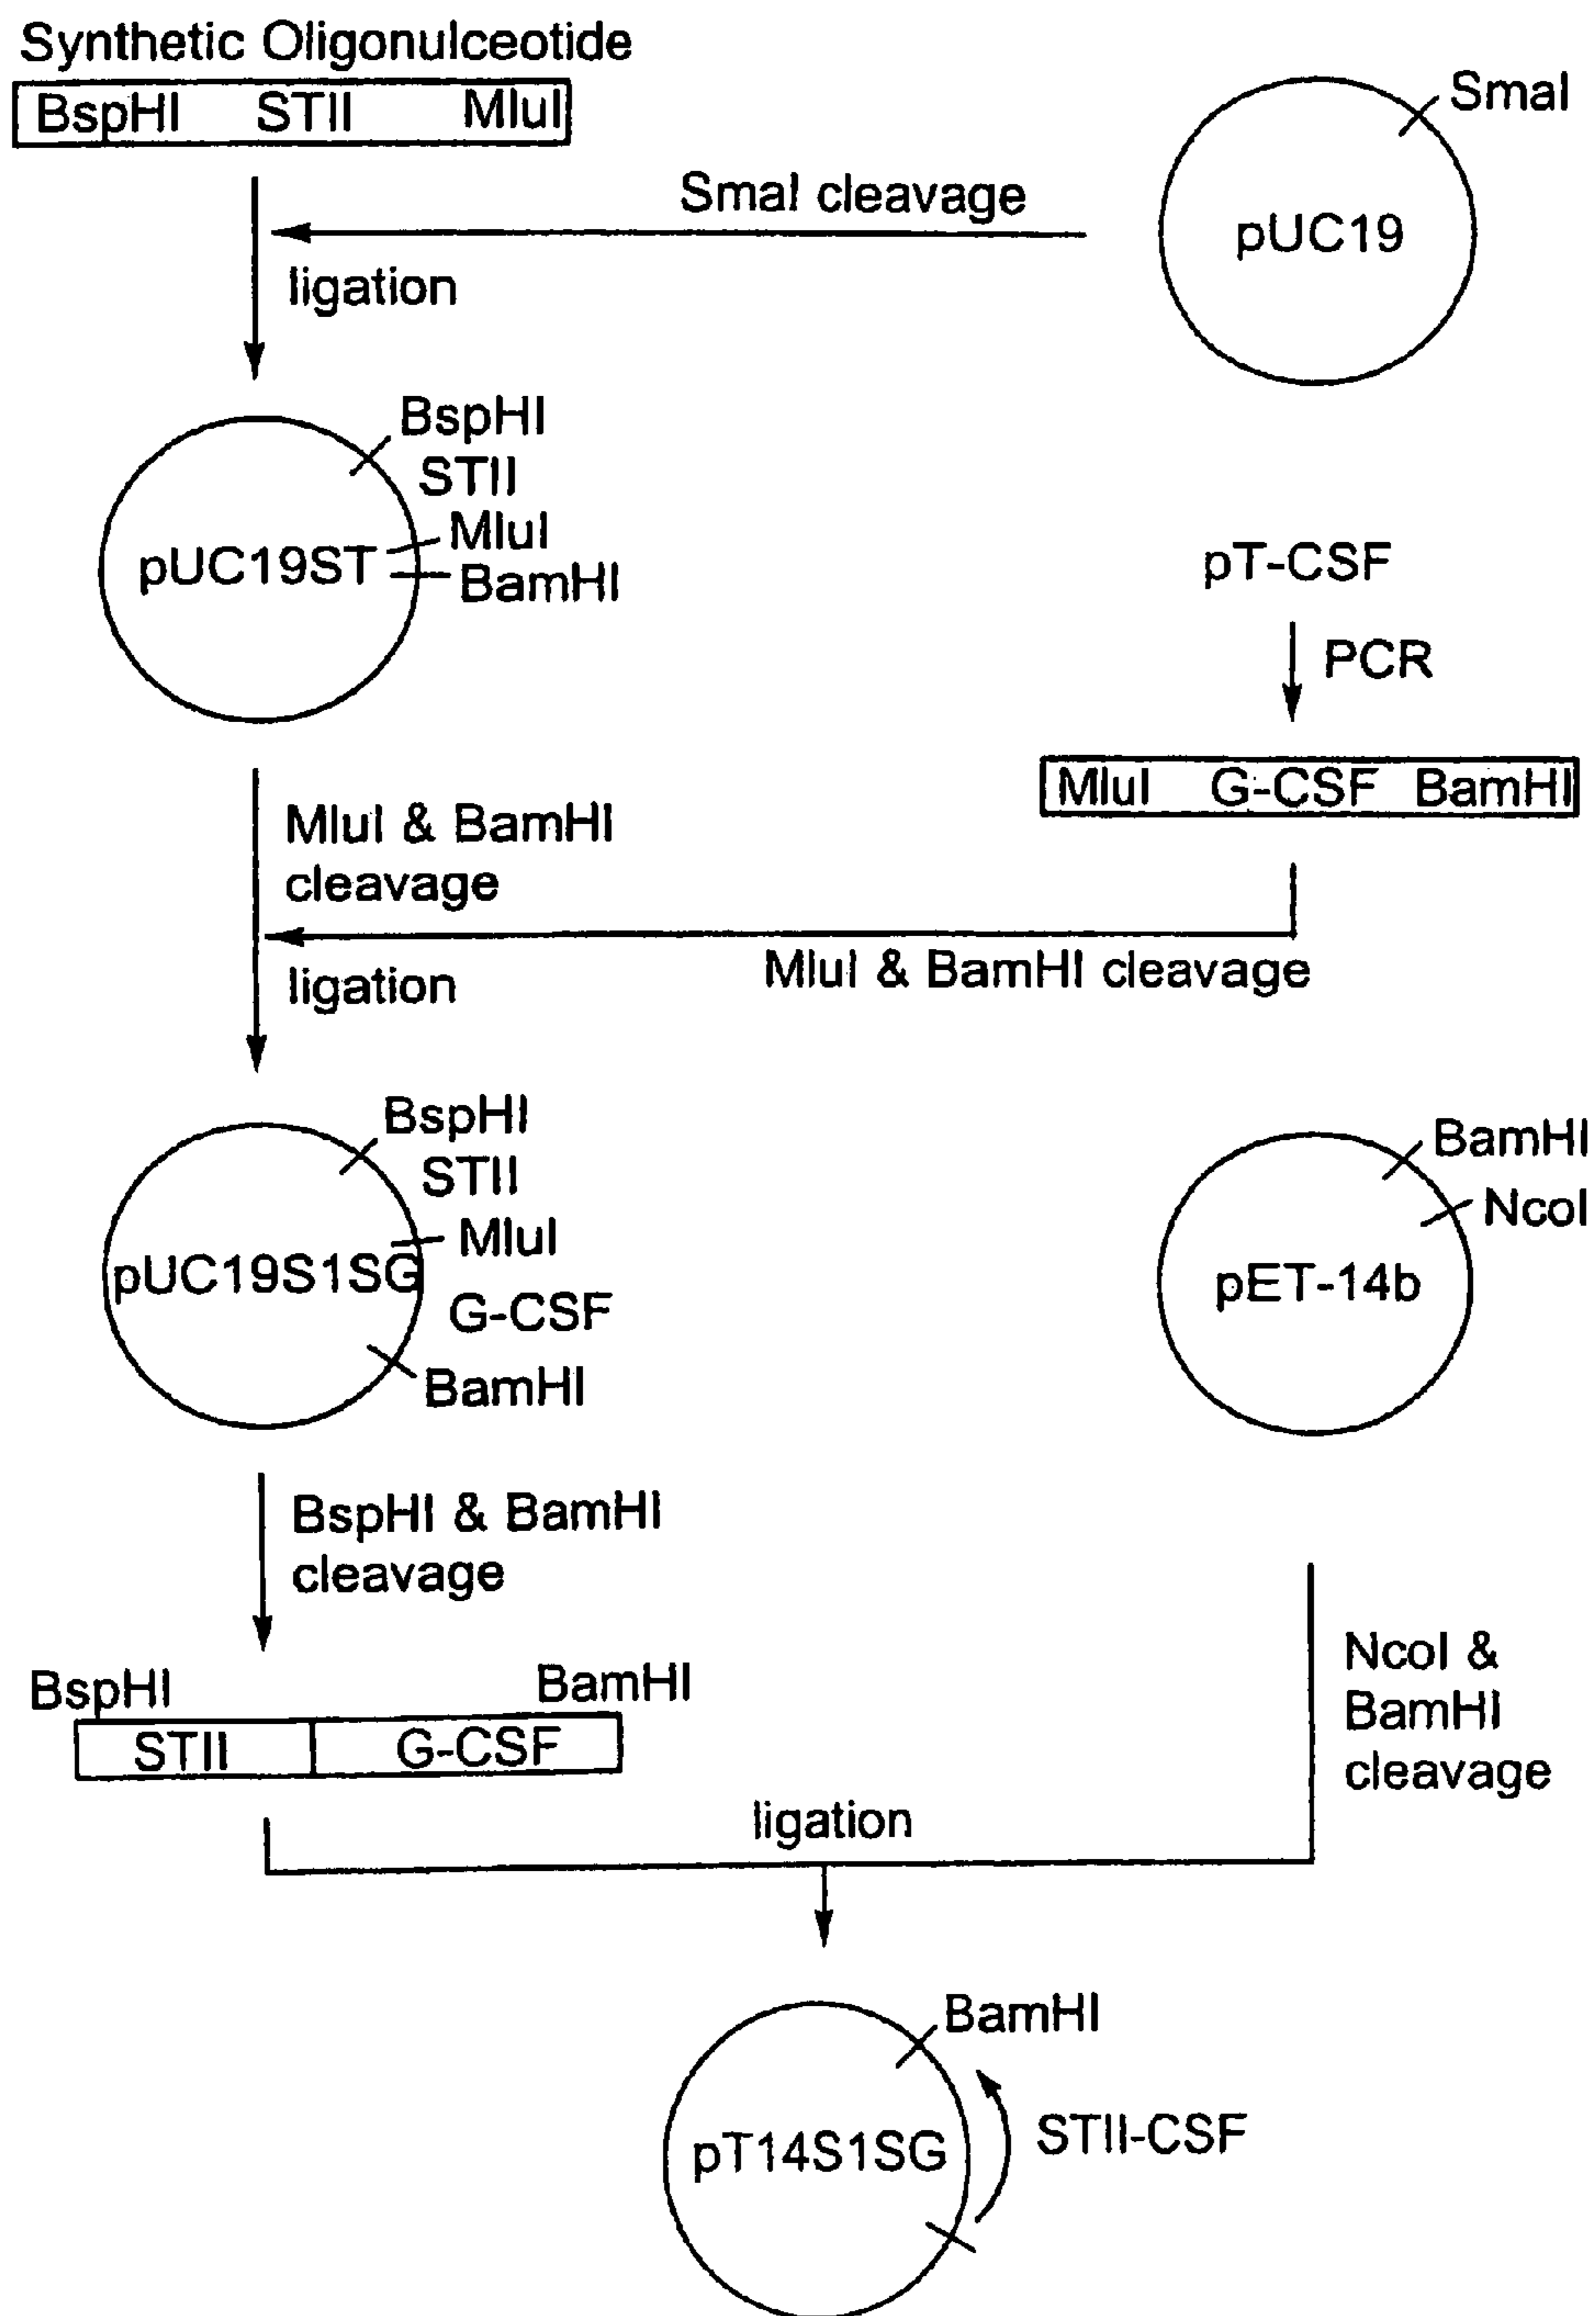 Synthetic Oligonulceotide
BspHI STII MluI
SmaI
SmaI cleavage
pUC19
ligation
BspHI
STII
MluI
pUC19ST
BamHI
pT-CSF
PCR
MluI G-CSF BamHI
MluI & BamHI
cleavage
MluI & BamHI cleavage
ligation
BspHI
STII
MluI
pUC19S1SG
G-CSF
BamHI
BamHI
NcoI
pET-14b
BspHI & BamHI
cleavage
NcoI &
BamHI
cleavage
BspHI BamHI
STII G-CSF
ligation
BamHI
STII-CSF
pT14S1SG